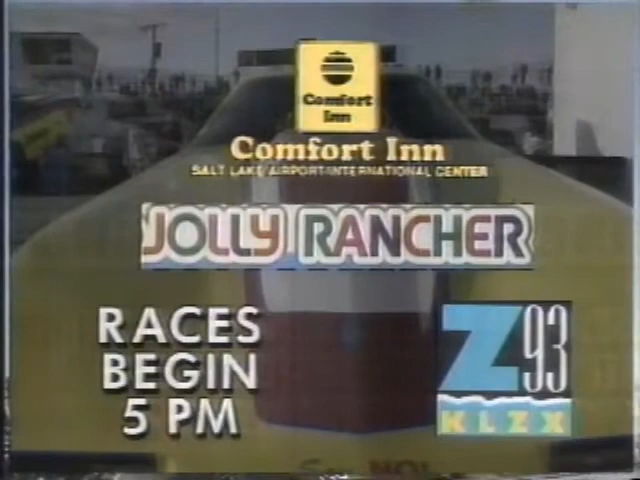 Comfort
Inn
Comfort Inn
SALT LAKE/AIRPORT-INTERNATIONAL CENTER
JOLLY RANCHER
RACES
BEGIN
5 PM
Z93
KLZX